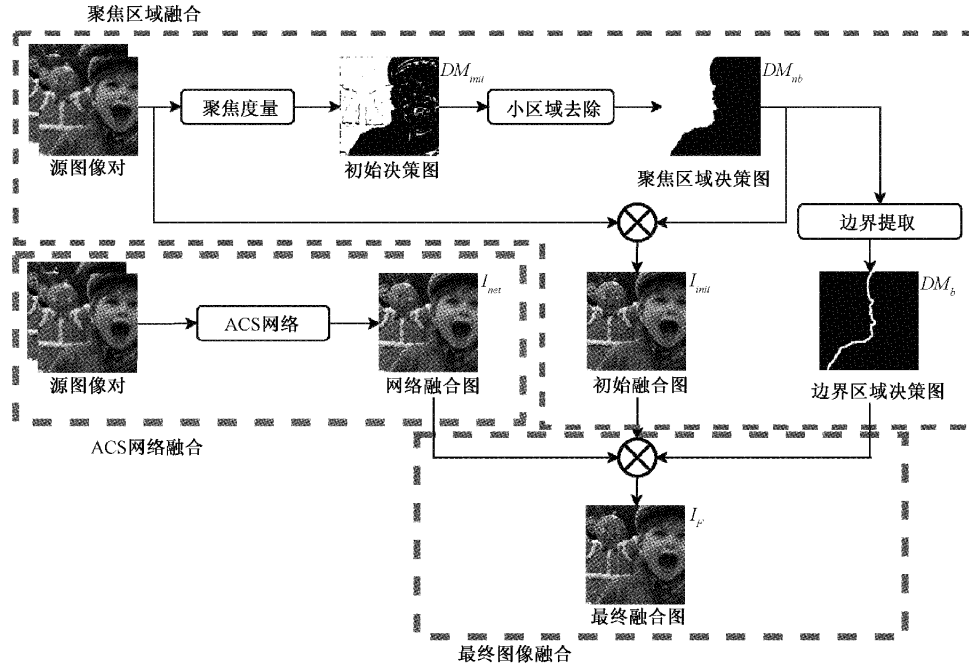 聚焦区域融合
源图像对
聚焦度量
DM_init
初始决策图
小区域去除
DM_nb
聚焦区域决策图
边界提取
源图像对
ACS网络
I_net
网络融合图
I_init
初始融合图
DM_b
边界区域决策图
ACS网络融合
I_F
最终融合图
最终图像融合